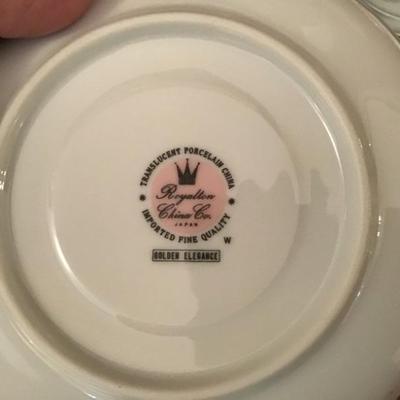 TRANSLUCENT PORCELAIN CHINA
Royalton
China Co.
JAPAN
IMPORTED FINE QUALITY
W
GOLDEN ELEGANCE